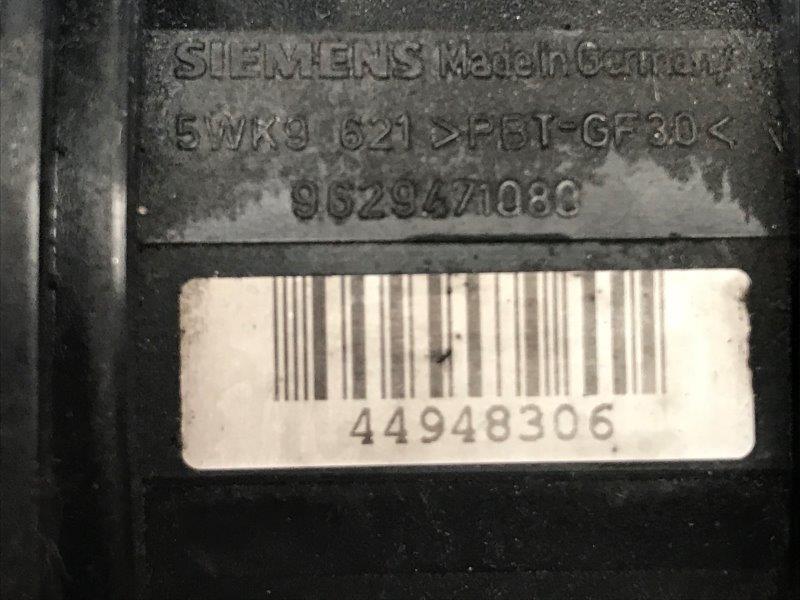 SIEMENS Made in Germany
5WK9 621 >PBT-GF30<
9629471080
44948306